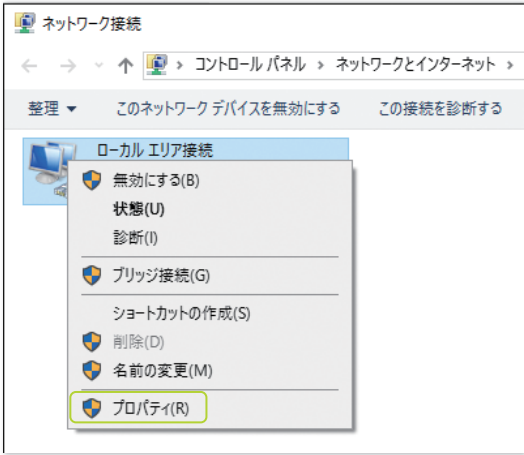 ネットワーク接続
コントロール パネル › ネットワークとインターネット ›
整理 ▼ このネットワーク デバイスを無効にする この接続を診断する
ローカル エリア接続
無効にする(B)
状態(U)
診断(I)
ブリッジ接続(G)
ショートカットの作成(S)
削除(D)
名前の変更(M)
プロパティ(R)